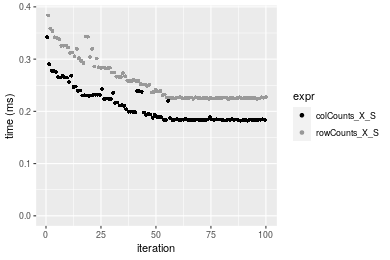 0.4
0.3
0.2
0.1
0.0
time (ms)
0
25
50
75
100
iteration
expr
colCounts_X_S
rowCounts_X_S